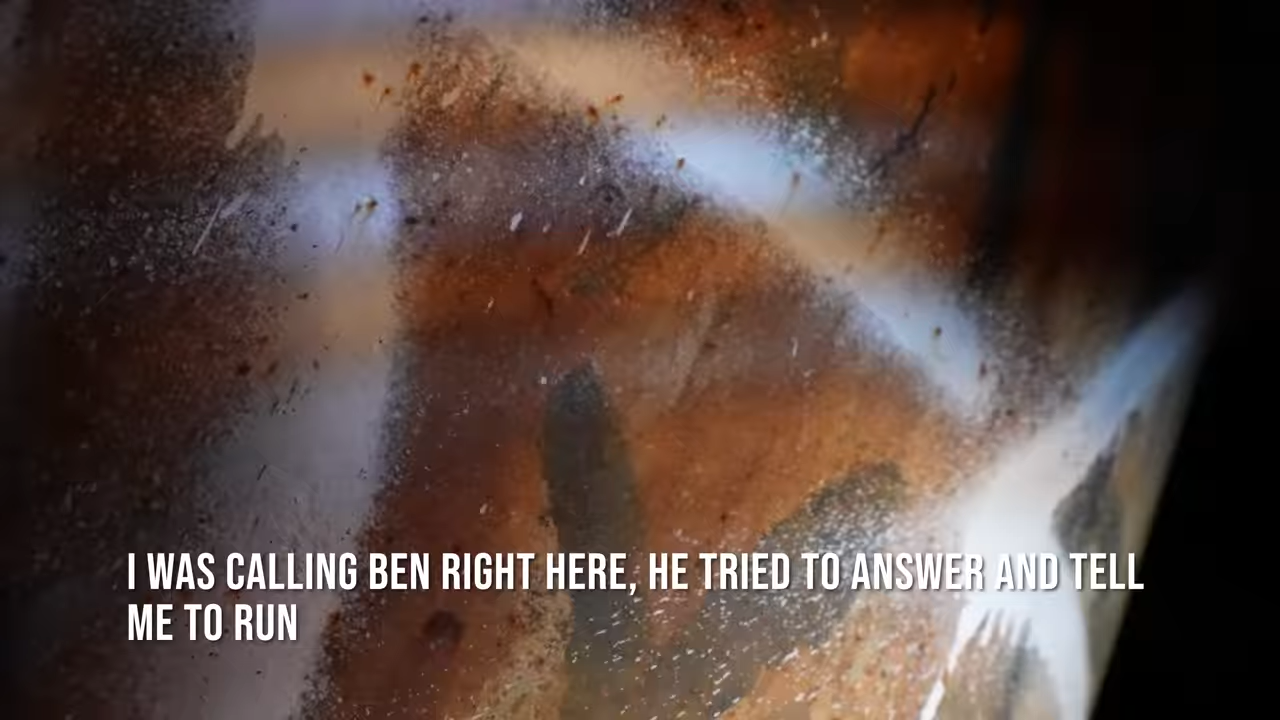 I WAS CALLING BEN RIGHT HERE, HE TRIED TO ANSWER AND TELL
ME TO RUN